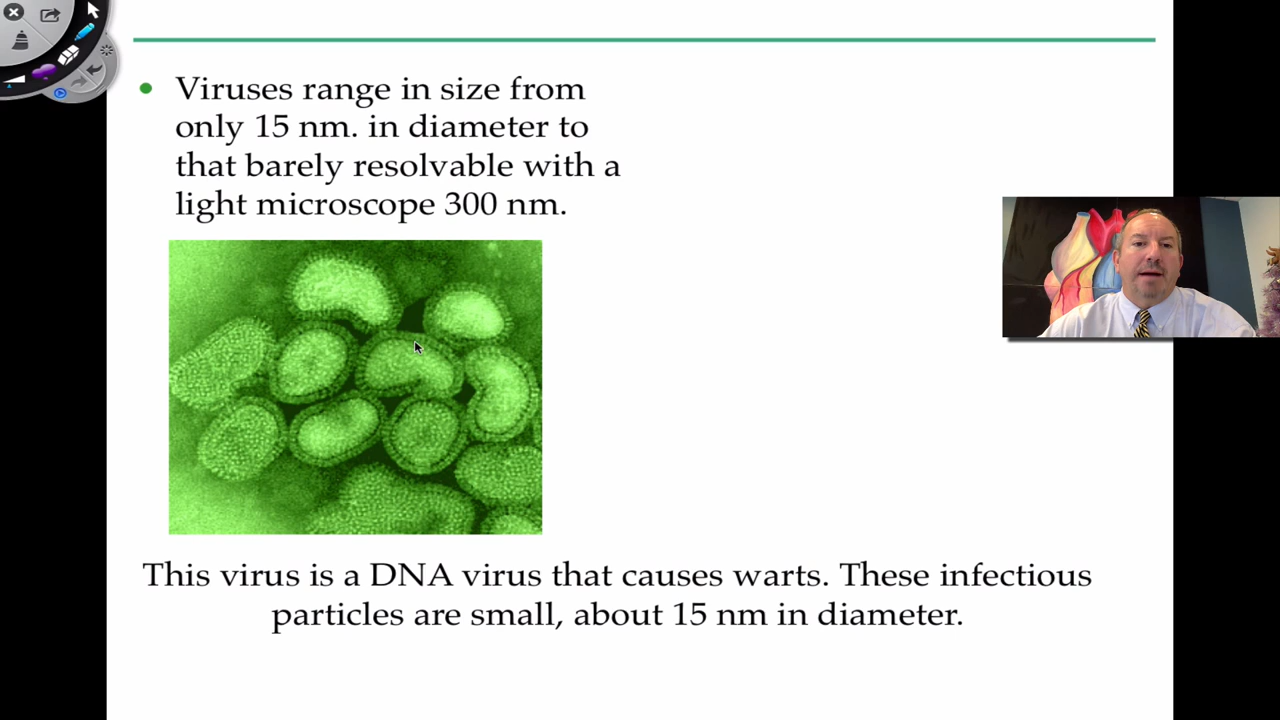 Viruses range in size from
only 15 nm. in diameter to
that barely resolvable with a
light microscope 300 nm.
This virus is a DNA virus that causes warts. These infectious
particles are small, about 15 nm in diameter.